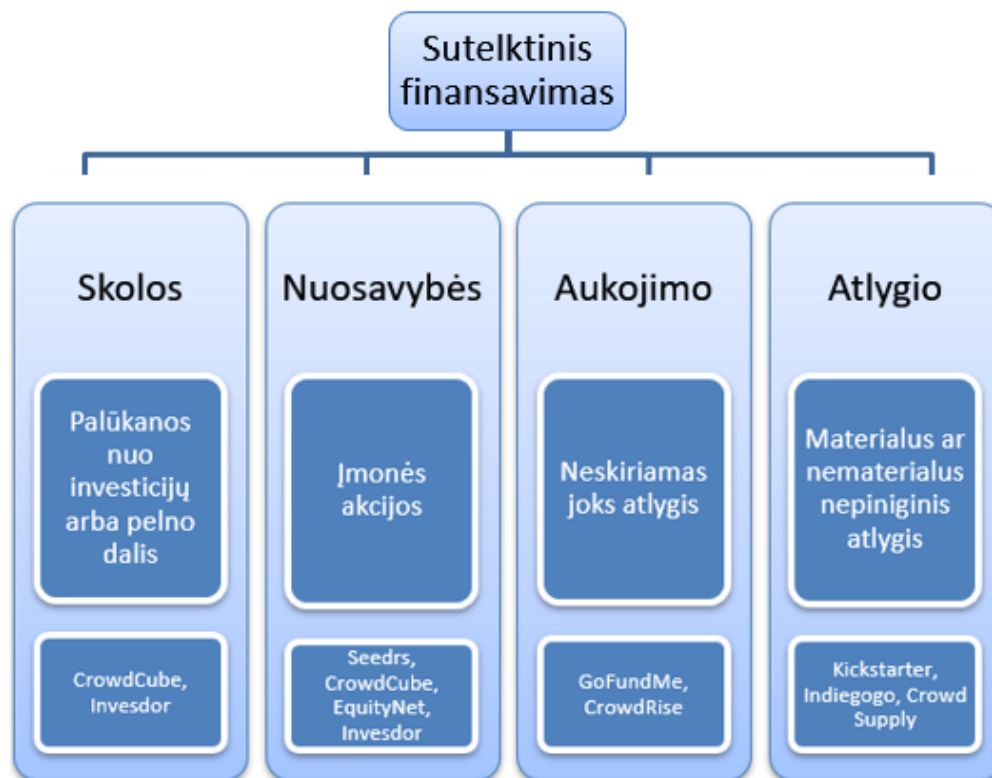 Sutelktinis
finansavimas
Skolos
Palūkanos
nuo
investicijų
arba pelno
dalis
CrowdCube,
Invesdor
Nuosavybės
Įmonės
akcijos
Seedrs,
CrowdCube,
EquityNet,
Invesdor
Aukojimo
Neskiriamas
joks atlygis
GoFundMe,
CrowdRise
Atlygio
Materialus ar
nematerialus
nepiniginis
atlygis
Kickstarter,
Indiegogo, Crowd
Supply